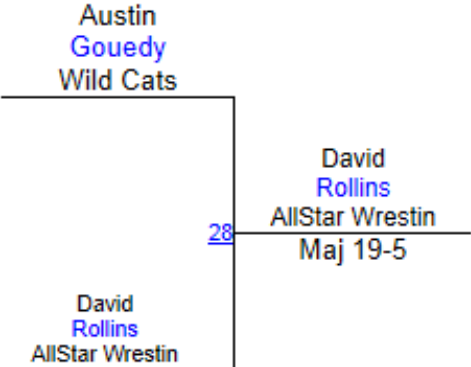 Austin
Gouedy
Wild Cats
David
Rollins
AllStar Wrestin
28
Maj 19-5
David
Rollins
AllStar Wrestin